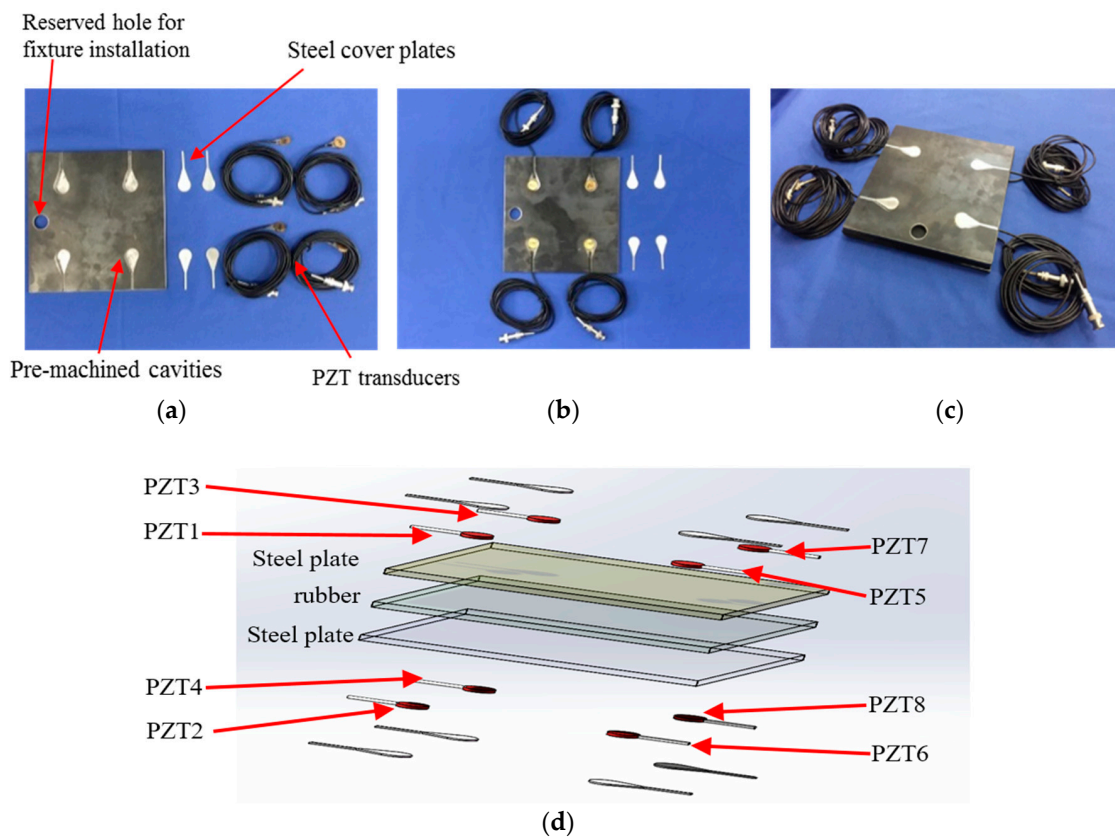 Reserved hole for
fixture installation
Steel cover plates
Pre-machined cavities
PZT transducers
(a)
(b)
(c)
PZT3
PZT1
Steel plate
rubber
Steel plate
PZT4
PZT2
PZT7
PZT5
PZT8
PZT6
(d)